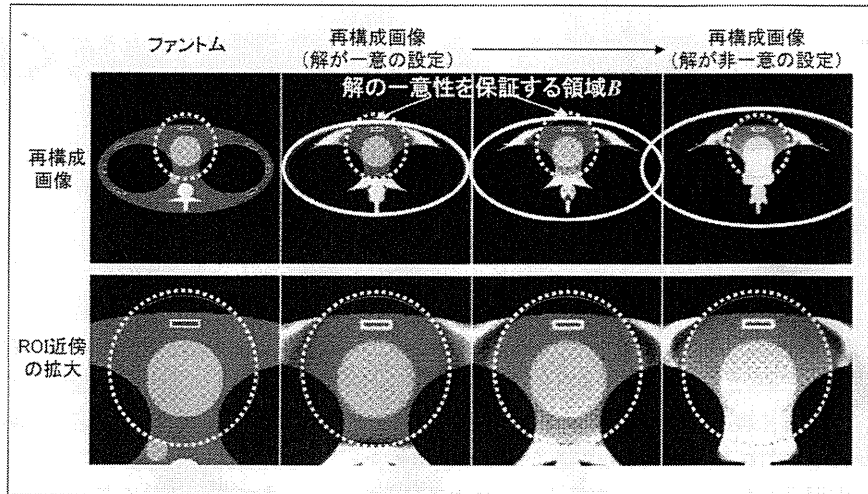 ファントム
再構成画像
(解が一意の設定)
再構成画像
(解が非一意の設定)
解の一意性を保証する領域B
再構成
画像
ROI近傍
の拡大